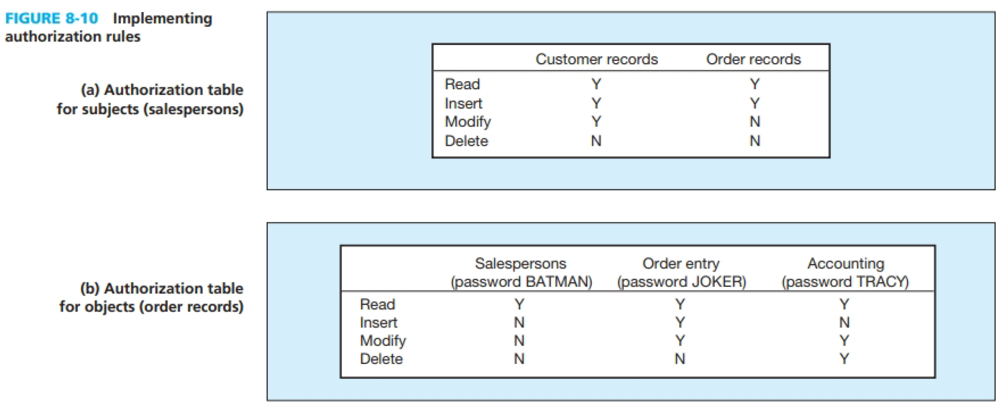 FIGURE 8-10 Implementing
authorization rules
(a) Authorization table
for subjects (salespersons)
Customer records Order records
Read Y Y
Insert Y Y
Modify Y N
Delete N N
(b) Authorization table
for objects (order records)
Salespersons Order entry Accounting
(password BATMAN) (password JOKER) (password TRACY)
Read Y Y Y
Insert N Y N
Modify N Y Y
Delete N N Y